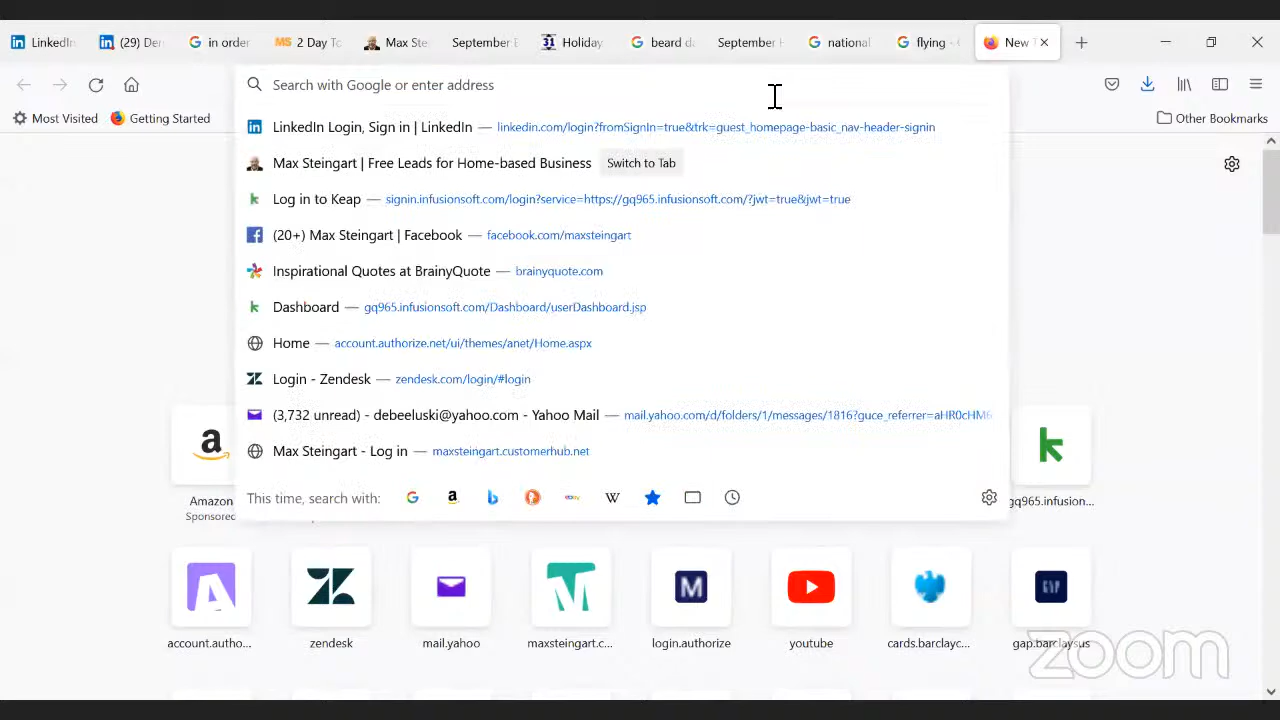 LinkedIn
(29) Der
in order
2 Day To
Max Ste
September
Holiday
beard d
September
national
flying -
New T
Search with Google or enter address
Most Visited
Getting Started
Other Bookmarks
LinkedIn Login, Sign in | LinkedIn — linkedin.com/login?fromSignIn=true&trk=guest_homepage-basic_nav-header-signin
Max Steingart | Free Leads for Home-based Business Switch to Tab
Log in to Keap — signin.infusionsoft.com/login?service=https://gq965.infusionsoft.com/?jwt=true&jwt=true
(20+) Max Steingart | Facebook — facebook.com/maxsteingart
Inspirational Quotes at BrainyQuote — brainyquote.com
Dashboard — gq965.infusionsoft.com/Dashboard/userDashboard.jsp
Home — account.authorize.net/ui/themes/anet/Home.aspx
Login - Zendesk — zendesk.com/login/#login
(3,732 unread) - debeeluski@yahoo.com - Yahoo Mail — mail.yahoo.com/d/folders/1/messages/1816?guce_referrer=aHR0cHM6
Max Steingart - Log in — maxsteingart.customerhub.net
This time, search with:
Amazon
Sponsored
gq965.infusion...
account.autho...
zendesk
mail.yahoo
maxsteingart.c...
login.authorize
youtube
cards.barclayc...
gap.barclaysus
zoom